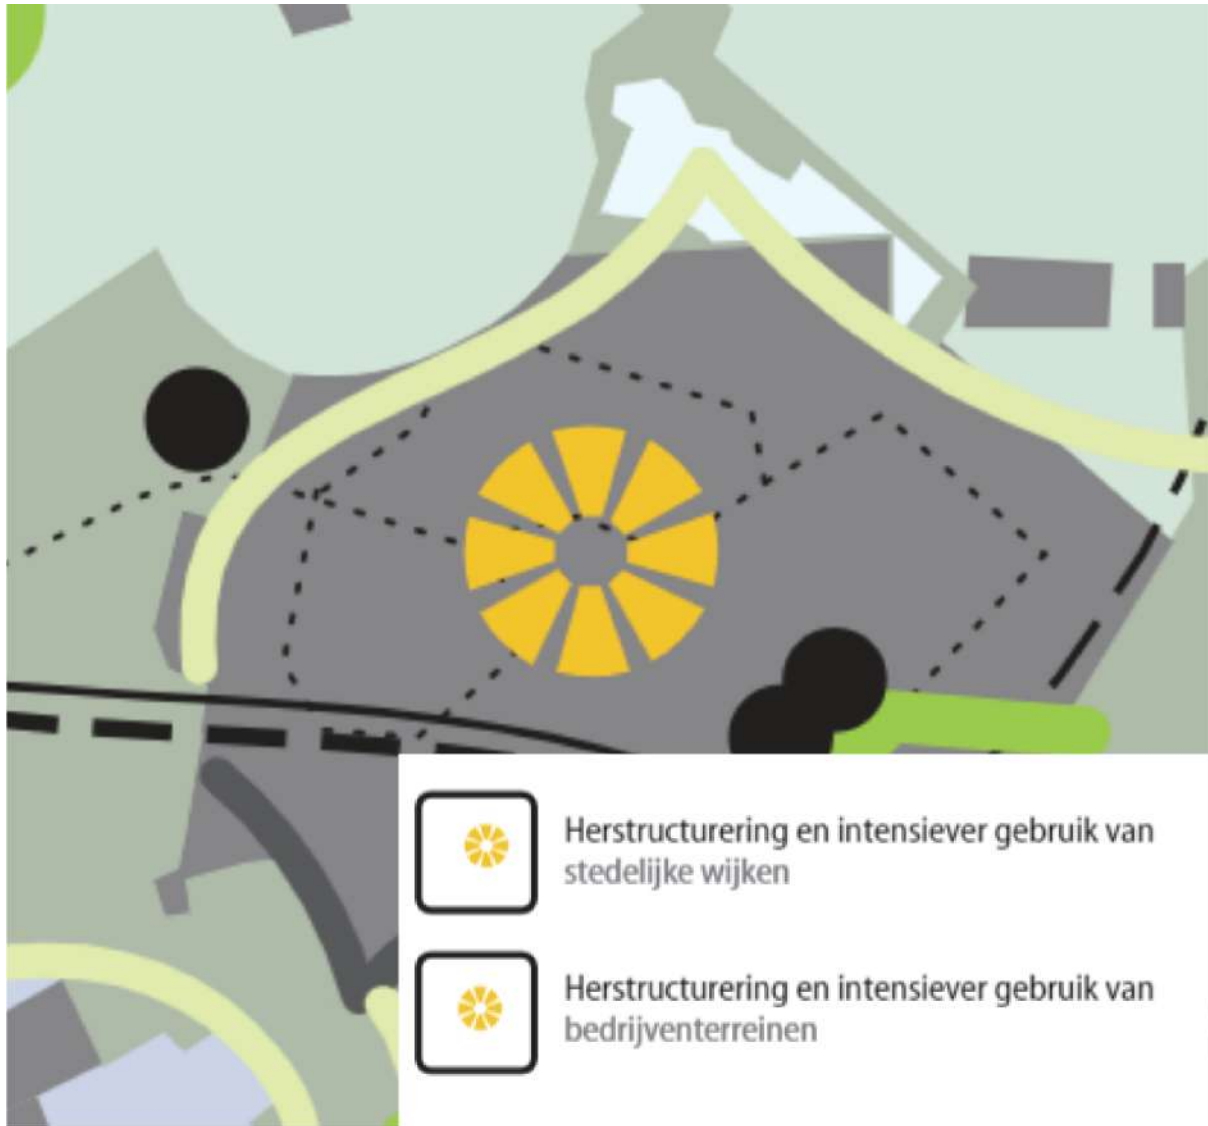 Herstructurering en intensiever gebruik van
stedelijke wijken
Herstructurering en intensiever gebruik van
bedrijventerreinen